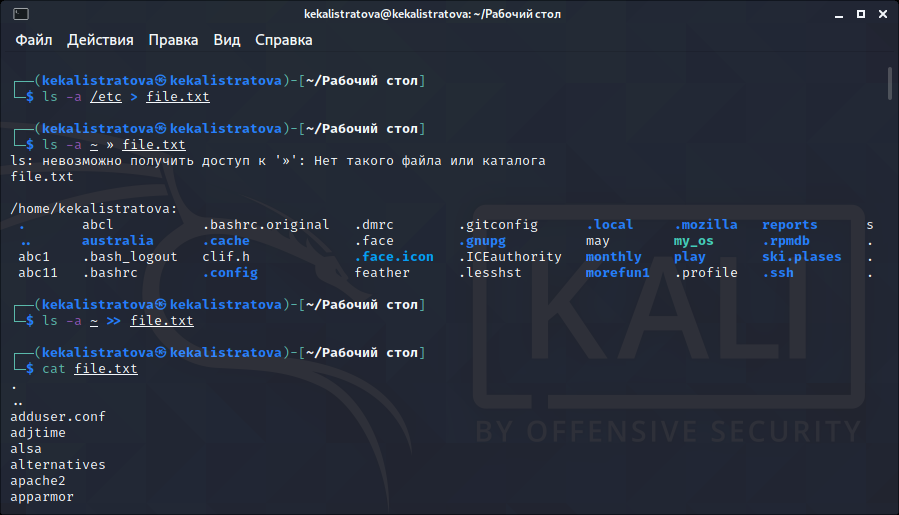 kekalistratova@kekalistratova: ~/Рабочий стол
Файл Действия Правка Вид Справка
┌──(kekalistratova㉿kekalistratova)-[~/Рабочий стол]
└─$ ls -a /etc > file.txt
┌──(kekalistratova㉿kekalistratova)-[~/Рабочий стол]
└─$ ls -a ~ » file.txt
ls: невозможно получить доступ к '»': Нет такого файла или каталога
file.txt
/home/kekalistratova:
. abcl .bashrc.original .dmrc .gitconfig .local .mozilla reports s
.. australia .cache .face .gnupg may my_os .rpmdb .
abc1 .bash_logout clif.h .face.icon .ICEauthority monthly play ski.plases .
abc11 .bashrc .config feather .lesshst morefun1 .profile .ssh .
┌──(kekalistratova㉿kekalistratova)-[~/Рабочий стол]
└─$ ls -a ~ >> file.txt
┌──(kekalistratova㉿kekalistratova)-[~/Рабочий стол]
└─$ cat file.txt
.
..
adduser.conf
adjtime
alsa
alternatives
apache2
apparmor
KALI
BY OFFENSIVE SECURITY